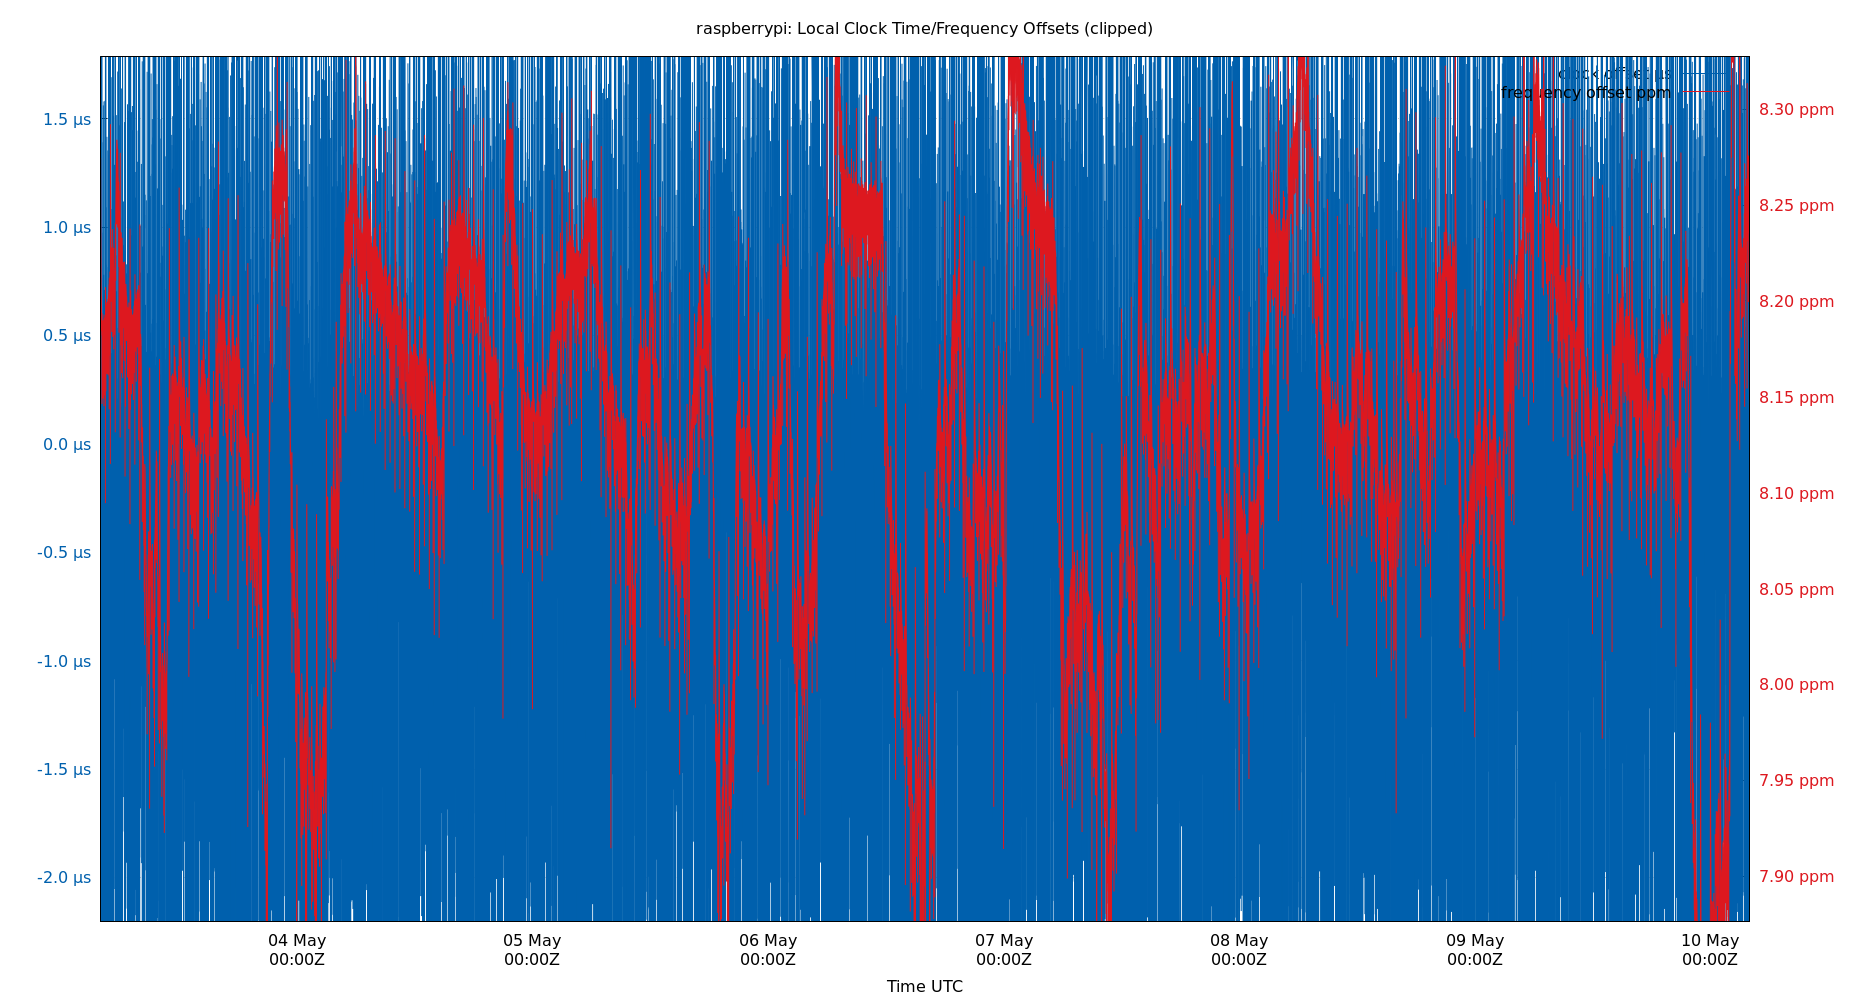 raspberrypi: Local Clock Time/Frequency Offsets (clipped)
clock offset µs
frequency offset ppm
1.5 µs
1.0 µs
0.5 µs
0.0 µs
-0.5 µs
-1.0 µs
-1.5 µs
-2.0 µs
8.30 ppm
8.25 ppm
8.20 ppm
8.15 ppm
8.10 ppm
8.05 ppm
8.00 ppm
7.95 ppm
7.90 ppm
04 May
00:00Z
05 May
00:00Z
06 May
00:00Z
07 May
00:00Z
08 May
00:00Z
09 May
00:00Z
10 May
00:00Z
Time UTC